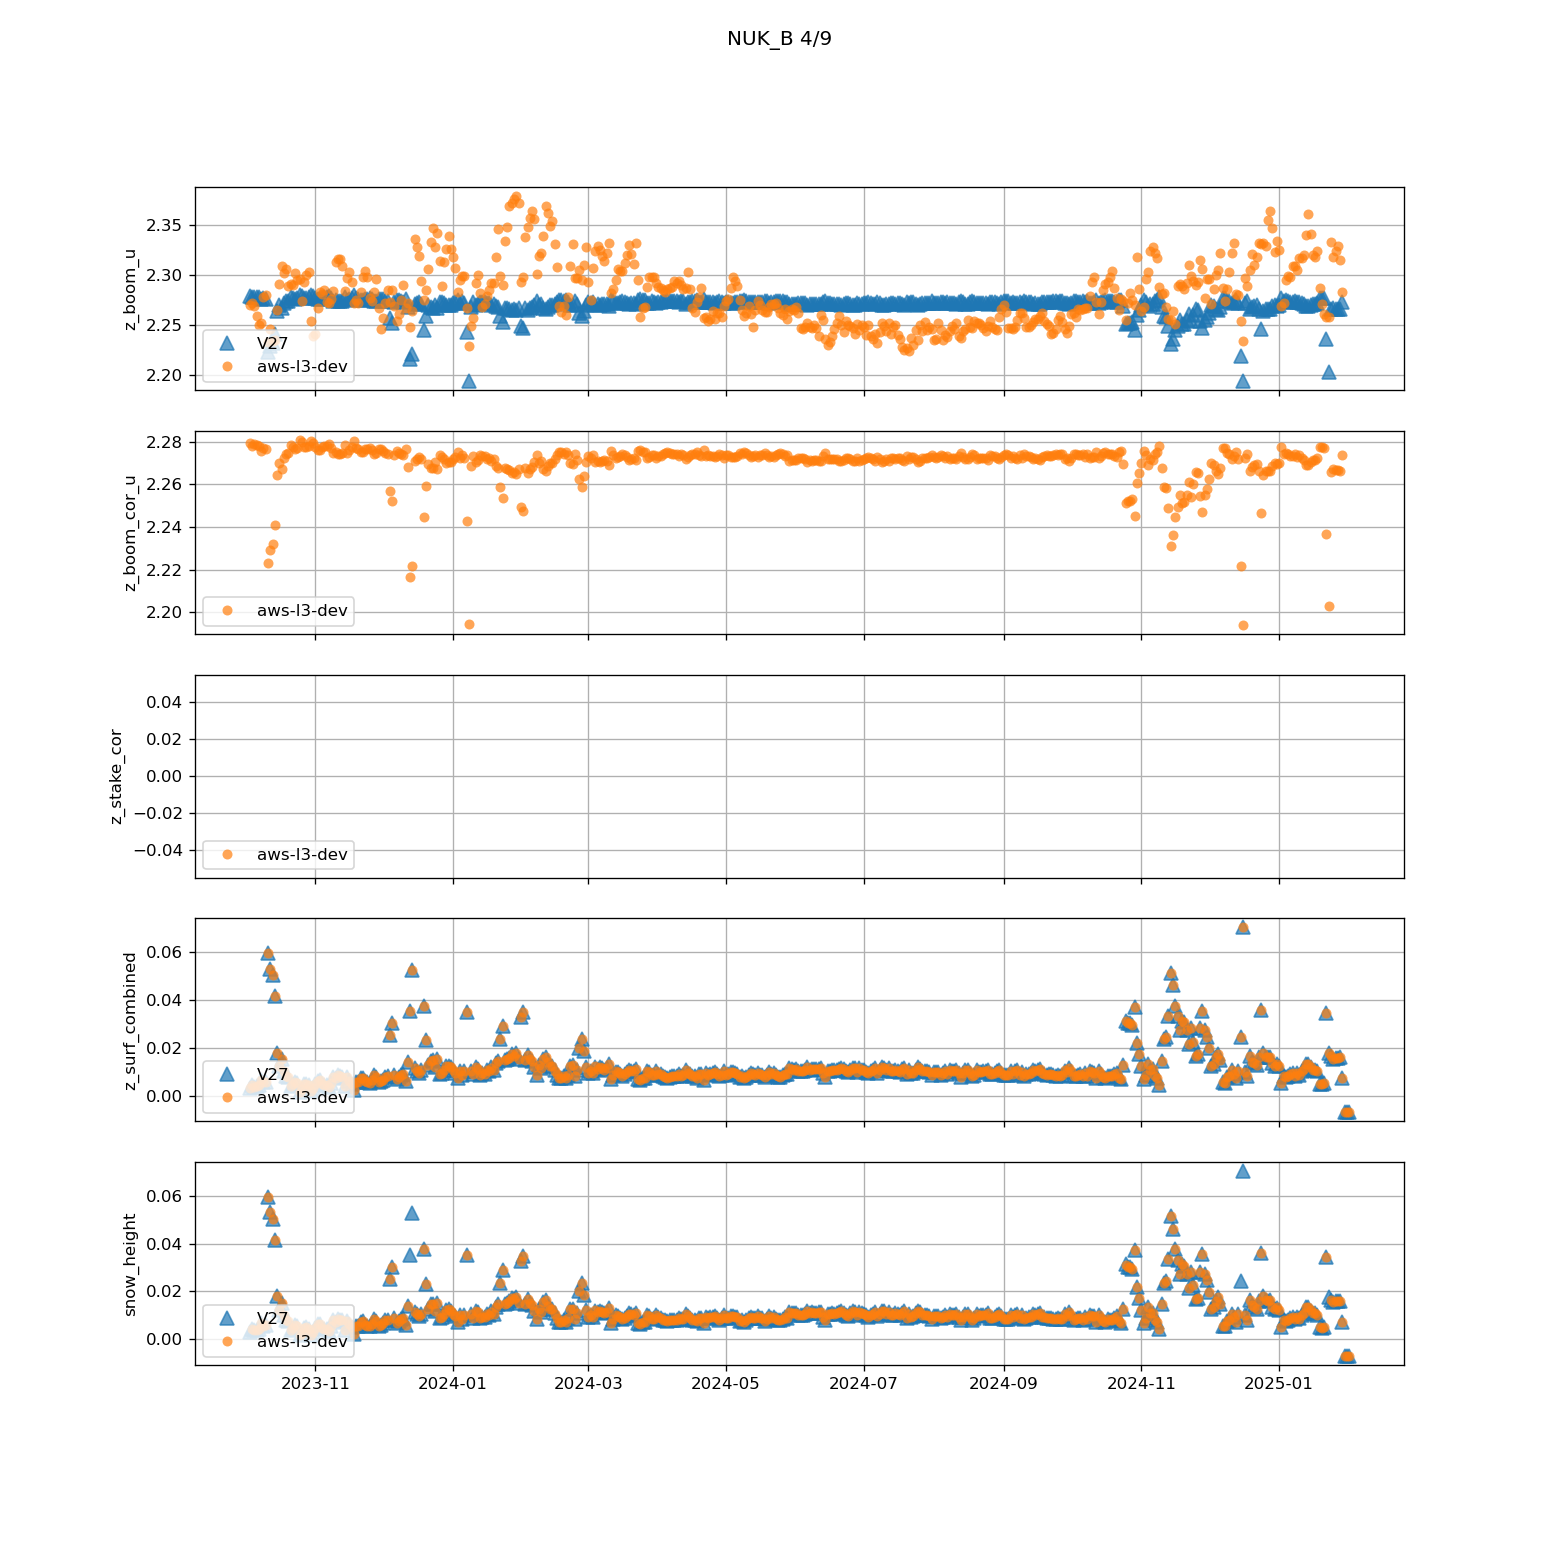 NUK_B 4/9
z_boom_u
2.35
2.30
2.25
2.20
V27
aws-l3-dev
z_boom_cor_u
2.28
2.26
2.24
2.22
2.20
aws-l3-dev
z_stake_cor
0.04
0.02
0.00
−0.02
−0.04
aws-l3-dev
z_surf_combined
0.06
0.04
0.02
0.00
V27
aws-l3-dev
snow_height
0.06
0.04
0.02
0.00
V27
aws-l3-dev
2023-11 2024-01 2024-03 2024-05 2024-07 2024-09 2024-11 2025-01